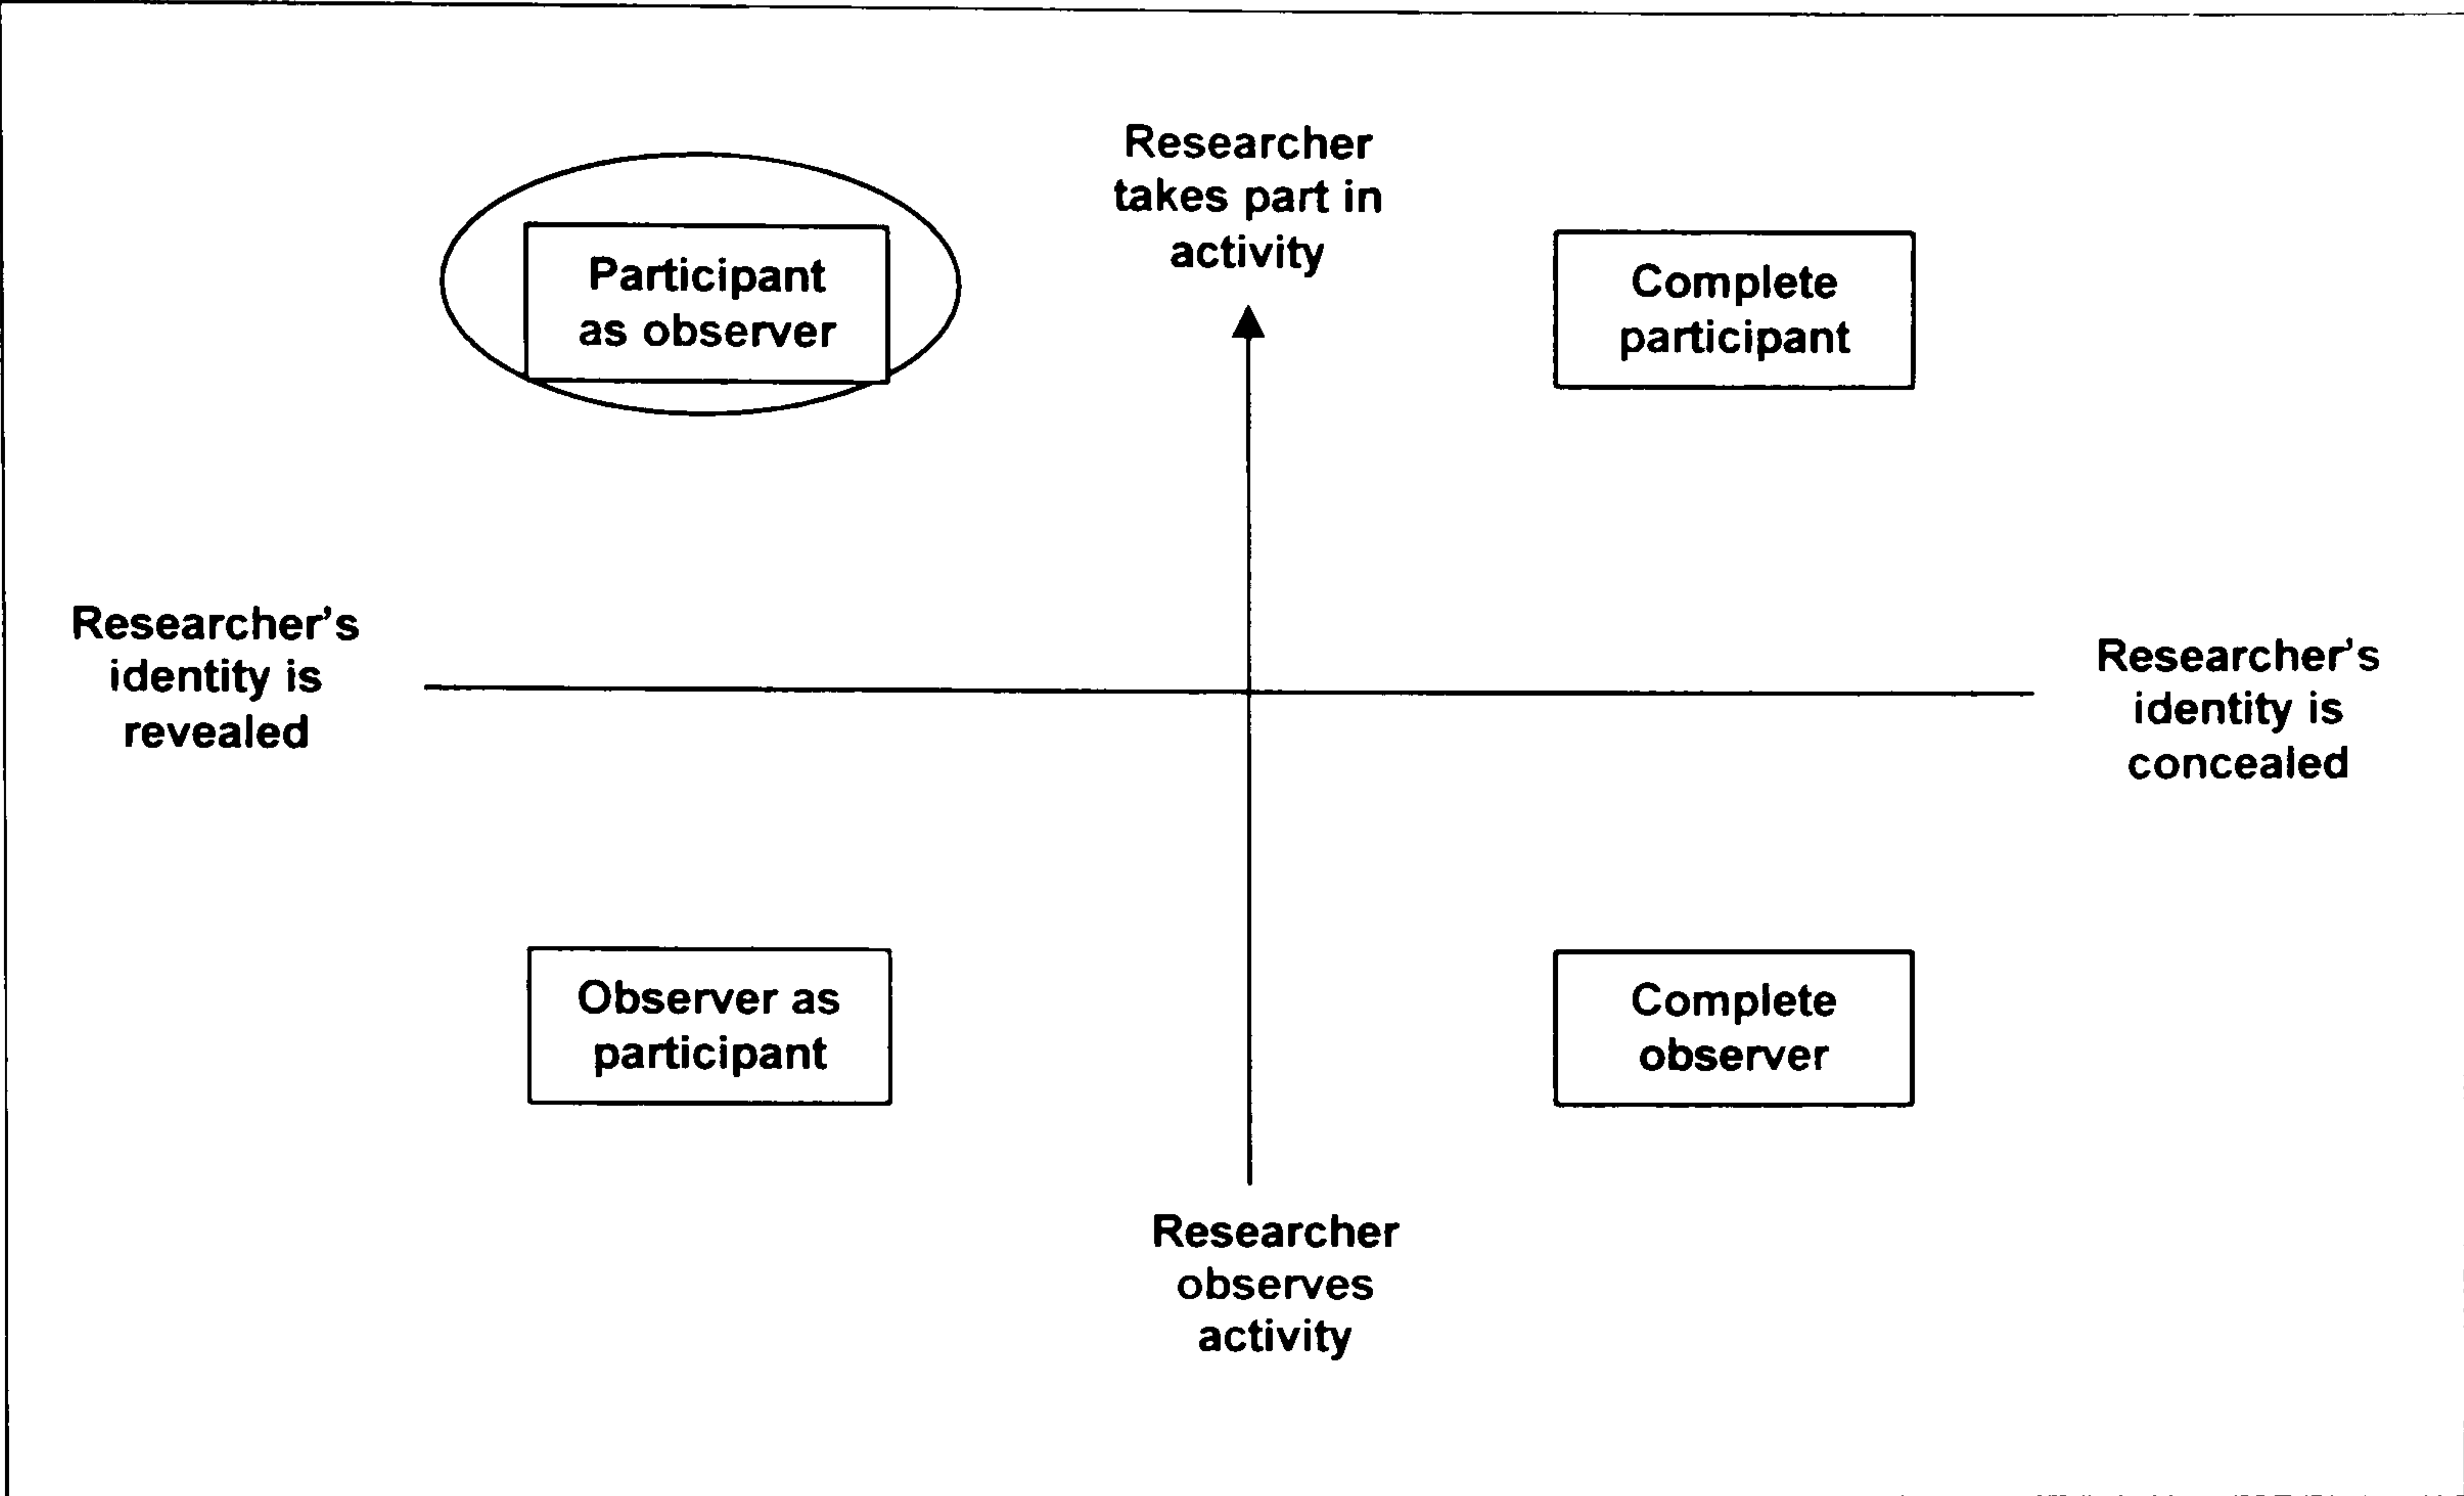 Researcher
takes part in
activity
Participant
as observer
Complete
participant
Researcher's
identity is
revealed
Researcher's
identity is
concealed
Observer as
participant
Complete
observer
Researcher
observes
activity